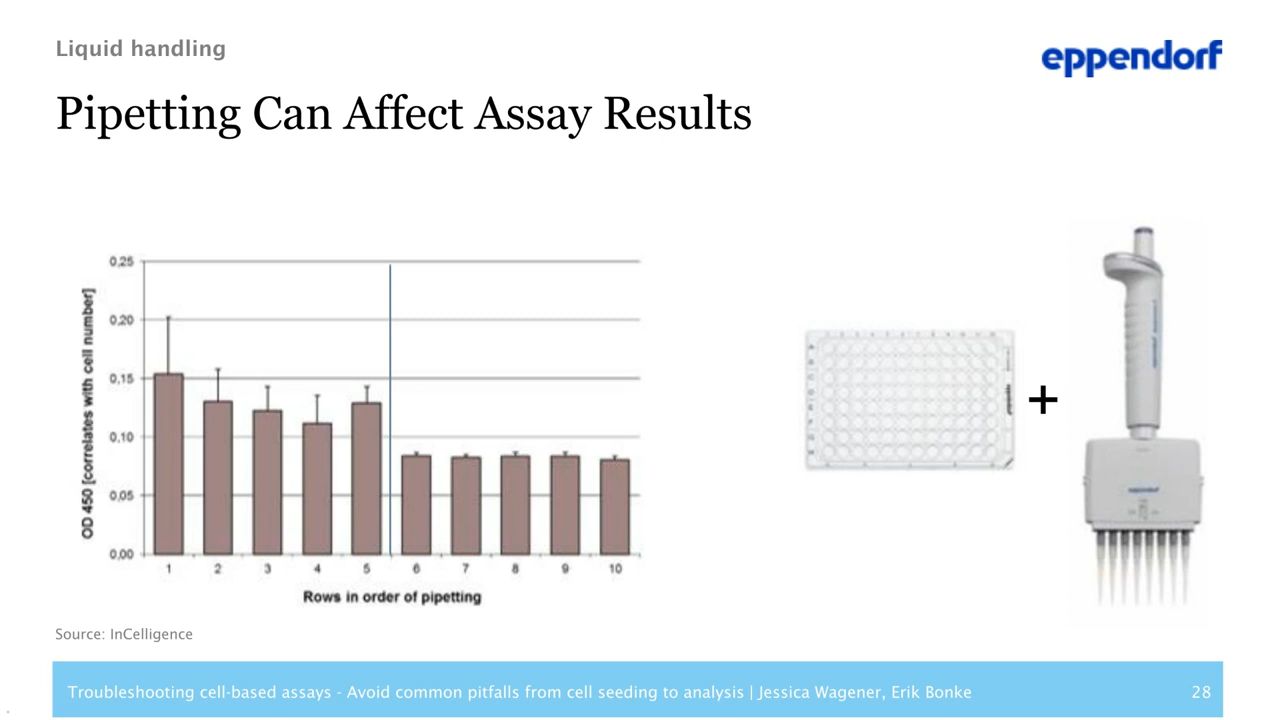 Liquid handling
eppendorf
Pipetting Can Affect Assay Results
OD 450 [correlates with cell number]
0,25
0,20
0,15
0,10
0,05
0,00
1 2 3 4 5 6 7 8 9 10
Rows in order of pipetting
+
eppendorf
Source: InCelligence
Troubleshooting cell-based assays - Avoid common pitfalls from cell seeding to analysis | Jessica Wagener, Erik Bonke
28